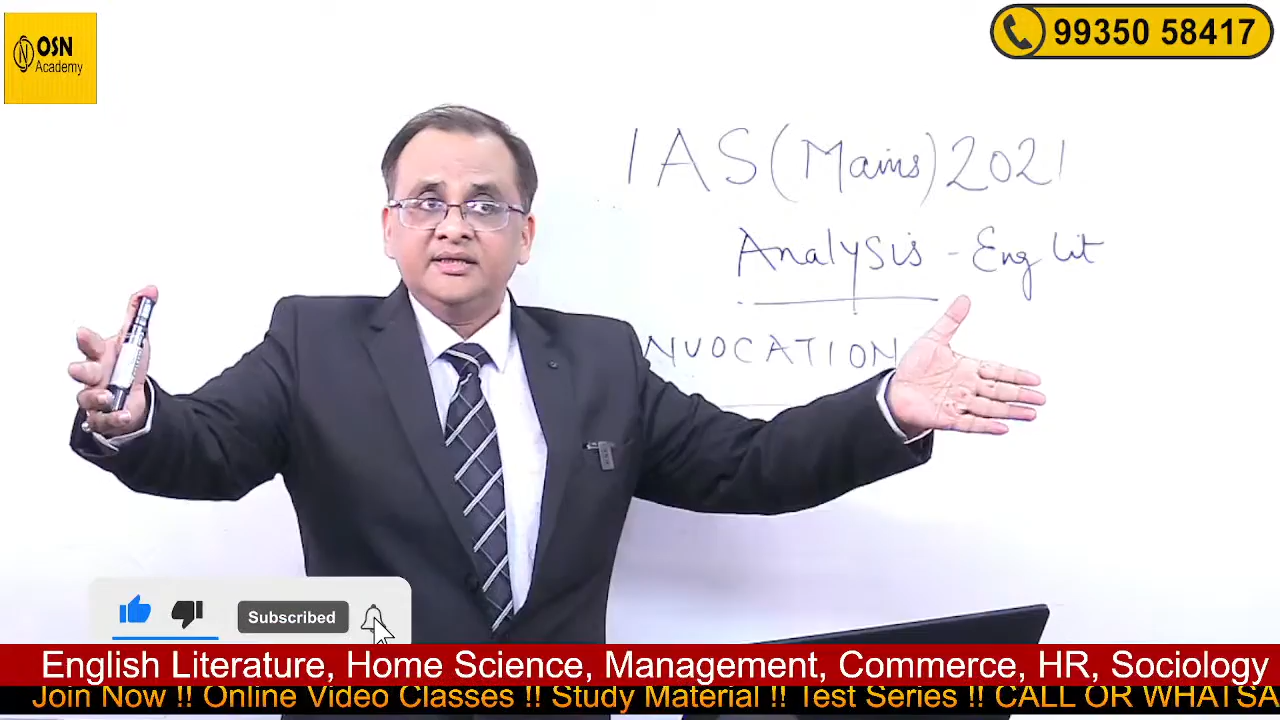 OSN
Academy
99350 58417
IAS (Mains) 2021
Analysis - Eng Lit
NVOCATION
Subscribed
English Literature, Home Science, Management, Commerce, HR, Sociology
Join Now !! Online Video Classes !! Study Material !! Test Series !! CALL OR WHATSA